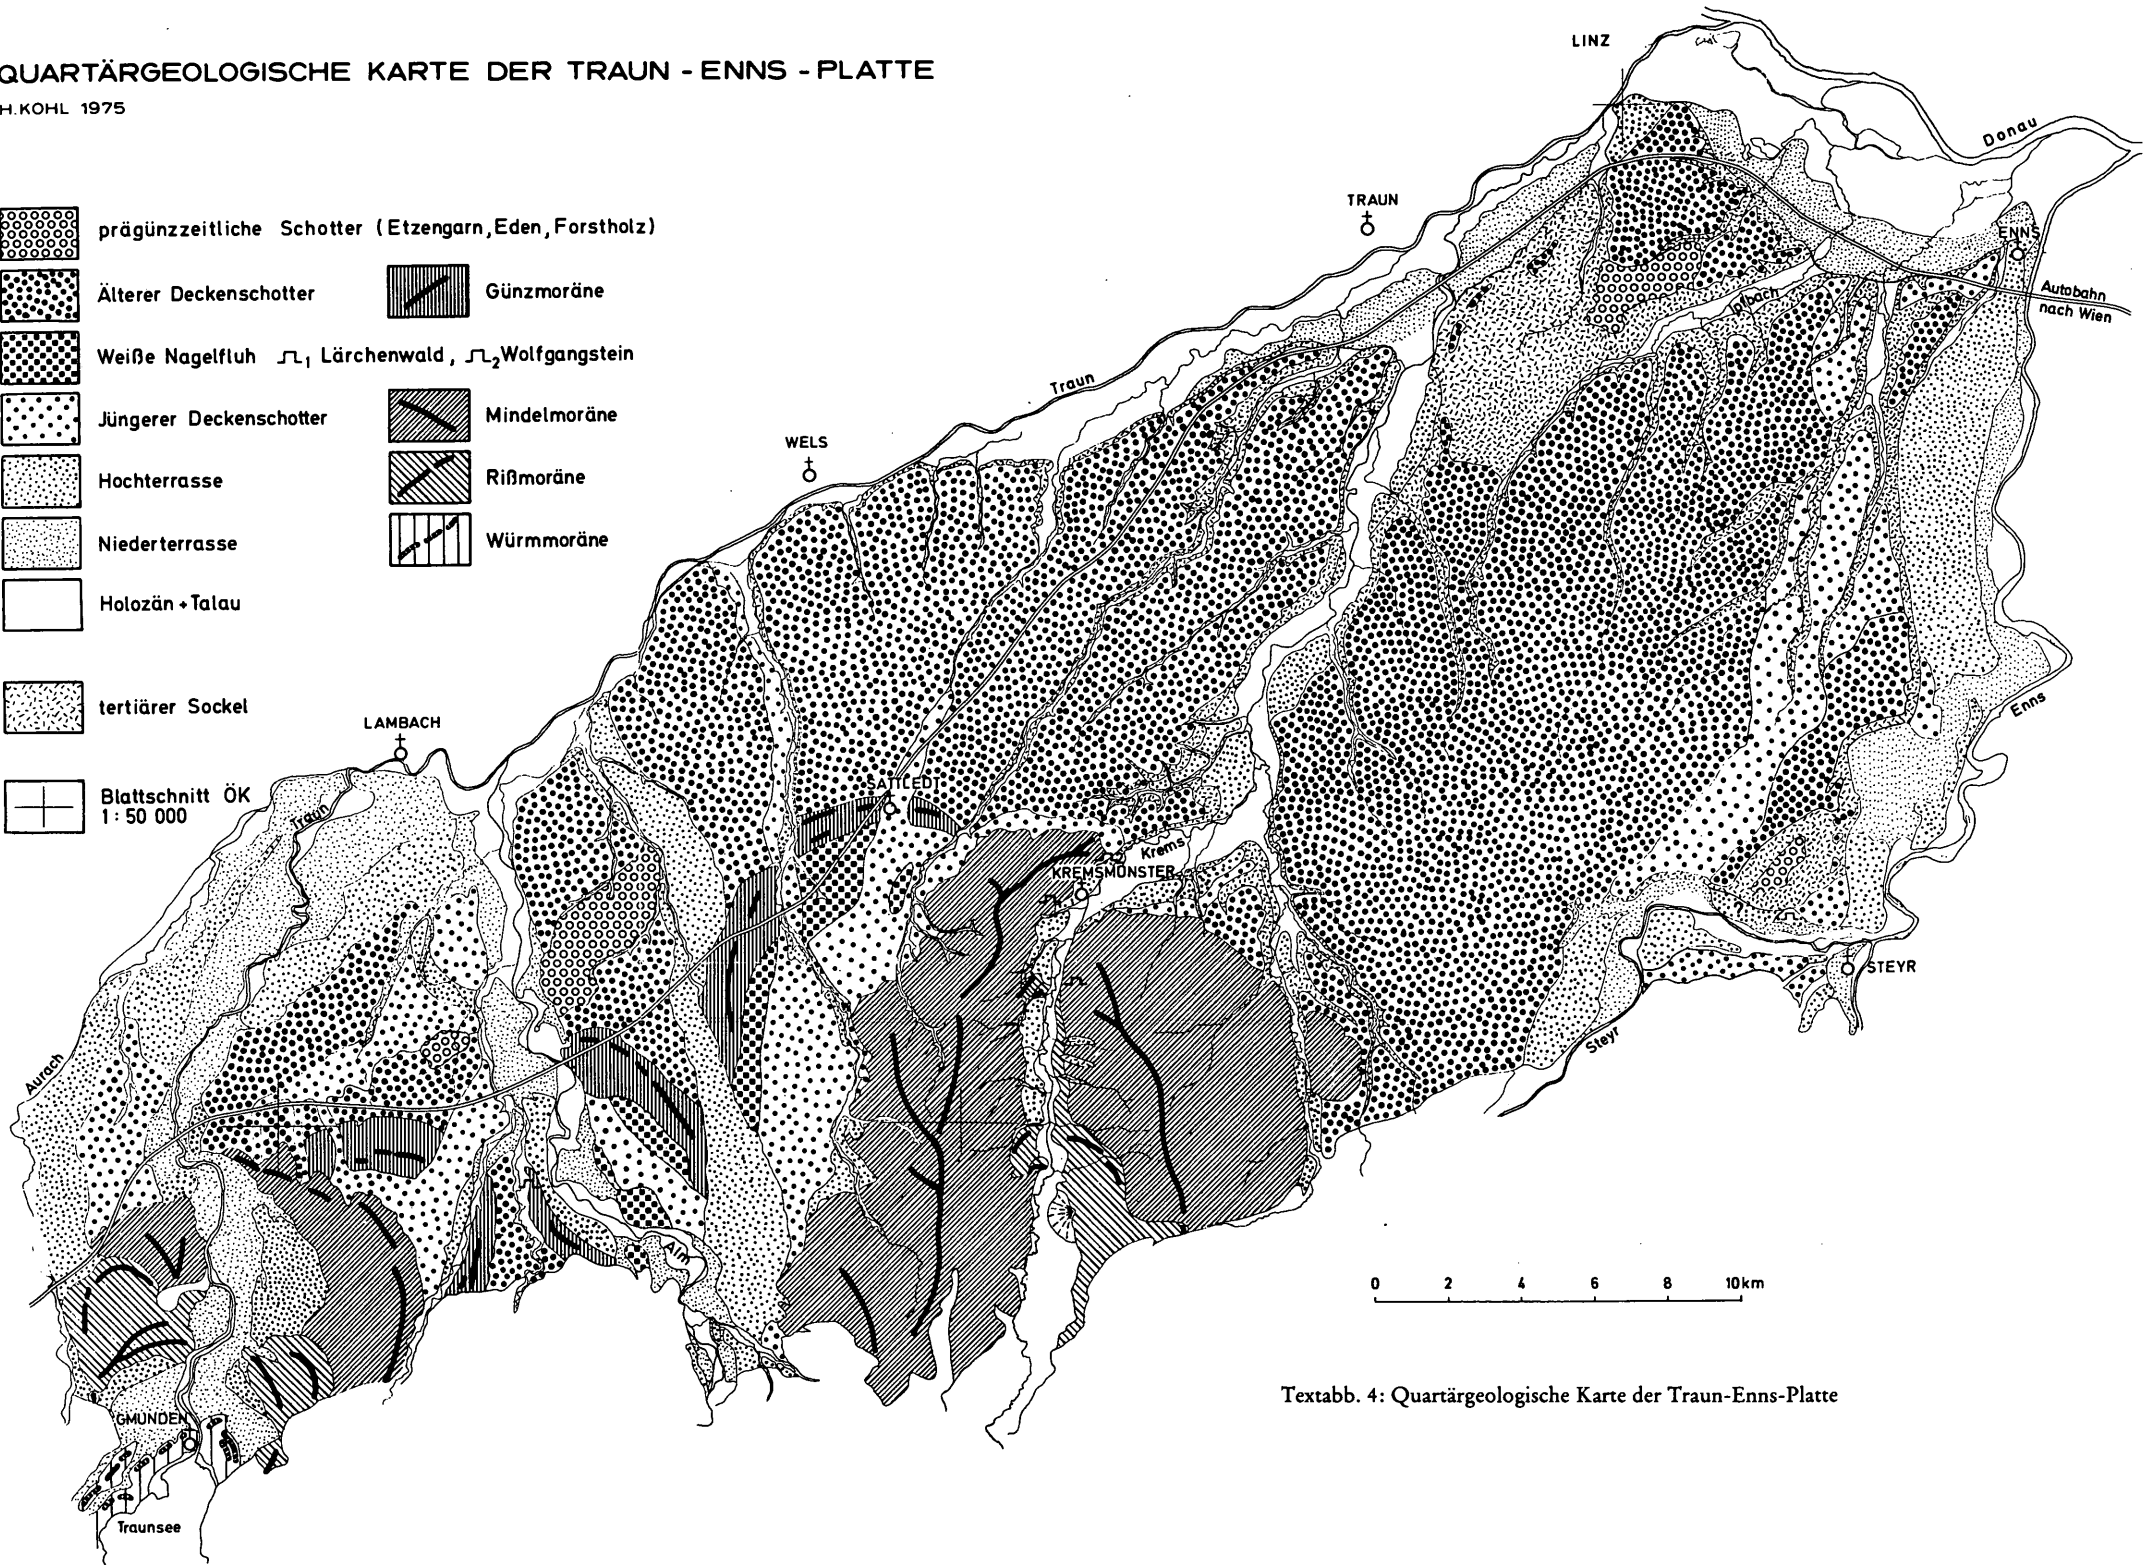 QUARTÄRGEOLOGISCHE KARTE DER TRAUN - ENNS - PLATTE
H. KOHL 1975
prägünzzeitliche Schotter (Etzengarn, Eden, Forstholz)
Älterer Deckenschotter
Günzmoräne
Weiße Nagelfluh 1 Lärchenwald, 2 Wolfgangstein
Jüngerer Deckenschotter
Mindelmoräne
Hochterrasse
Rißmoräne
Niederterrasse
Würmmoräne
Holozän + Talau
tertiärer Sockel
Blattschnitt ÖK
1 : 50 000
LINZ
Donau
TRAUN
ENNS
Autobahn
nach Wien
Ipfbach
Traun
WELS
Enns
LAMBACH
Traun
SATTLEDT
Krems
KREMSMÜNSTER
STEYR
Steyr
Aurach
Alm
GMUNDEN
Traunsee
0 2 4 6 8 10 km
Textabb. 4: Quartärgeologische Karte der Traun-Enns-Platte